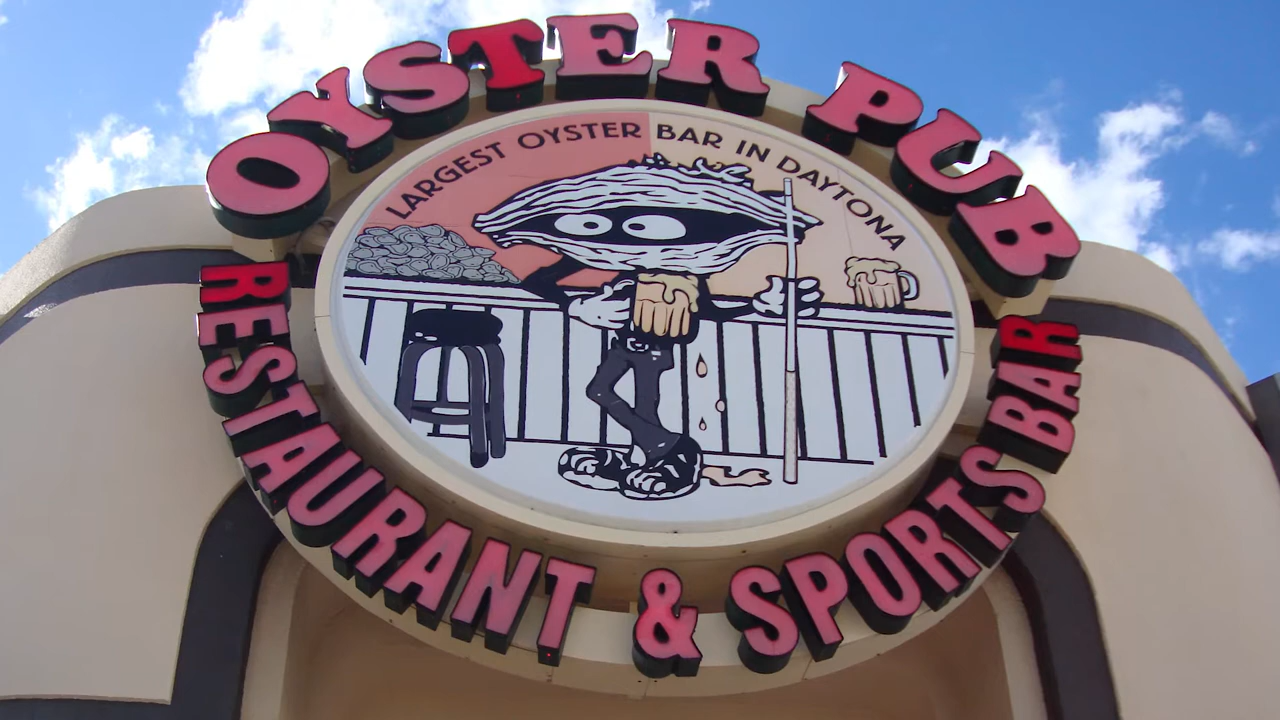 OYSTER PUB
LARGEST OYSTER BAR IN DAYTONA
RESTAURANT & SPORTS BAR